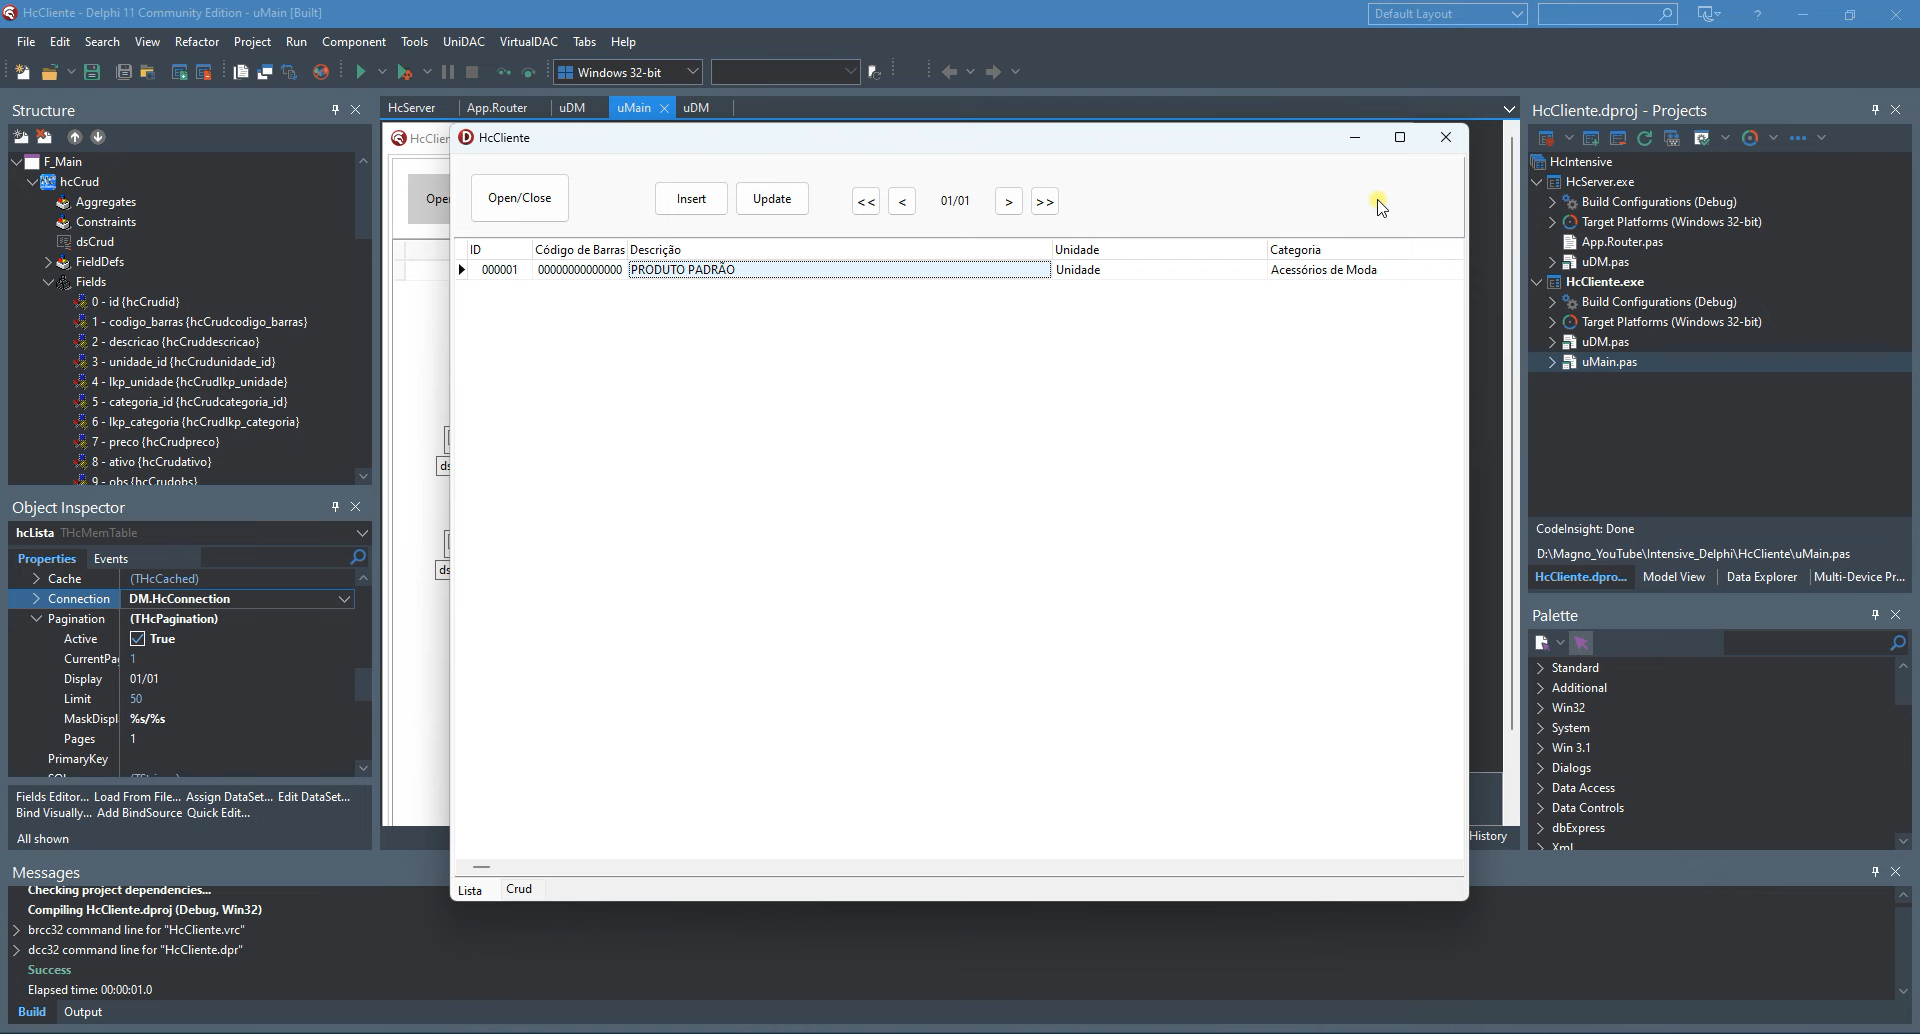 HcCliente - Delphi 11 Community Edition - uMain [Built]
Default Layout
?
File Edit Search View Refactor Project Run Component Tools UniDAC VirtualDAC Tabs Help
Windows 32-bit
Structure
F_Main
hcCrud
Aggregates
Constraints
dsCrud
FieldDefs
Fields
0 - id {hcCrudid}
1 - codigo_barras {hcCrudcodigo_barras}
2 - descricao {hcCruddescricao}
3 - unidade_id {hcCrudunidade_id}
4 - lkp_unidade {hcCrudlkp_unidade}
5 - categoria_id {hcCrudcategoria_id}
6 - lkp_categoria {hcCrudlkp_categoria}
7 - preco {hcCrudpreco}
8 - ativo {hcCrudativo}
9 - obs {hcCrudobs}
Object Inspector
hcLista THcMemTable
Properties Events
Cache (THcCached)
Connection DM.HcConnection
Pagination (THcPagination)
Active True
CurrentPa 1
Display 01/01
Limit 50
MaskDispl %s/%s
Pages 1
PrimaryKey
Fields Editor... Load From File... Assign DataSet... Edit DataSet...
Bind Visually... Add BindSource Quick Edit...
All shown
HcServer App.Router uDM uMain uDM
HcClien
Ope
ds
ds
HcCliente
Open/Close Insert Update << < 01/01 > >>
ID Código de Barras Descrição Unidade Categoria
000001 00000000000000 PRODUTO PADRÃO Unidade Acessórios de Moda
Lista Crud
History
HcCliente.dproj - Projects
HcIntensive
HcServer.exe
Build Configurations (Debug)
Target Platforms (Windows 32-bit)
App.Router.pas
uDM.pas
HcCliente.exe
Build Configurations (Debug)
Target Platforms (Windows 32-bit)
uDM.pas
uMain.pas
CodeInsight: Done
D:\Magno_YouTube\Intensive_Delphi\HcCliente\uMain.pas
HcCliente.dpro... Model View Data Explorer Multi-Device Pr...
Palette
Standard
Additional
Win32
System
Win 3.1
Dialogs
Data Access
Data Controls
dbExpress
Xml
Messages
Checking project dependencies...
Compiling HcCliente.dproj (Debug, Win32)
brcc32 command line for "HcCliente.vrc"
dcc32 command line for "HcCliente.dpr"
Success
Elapsed time: 00:00:01.0
Build Output